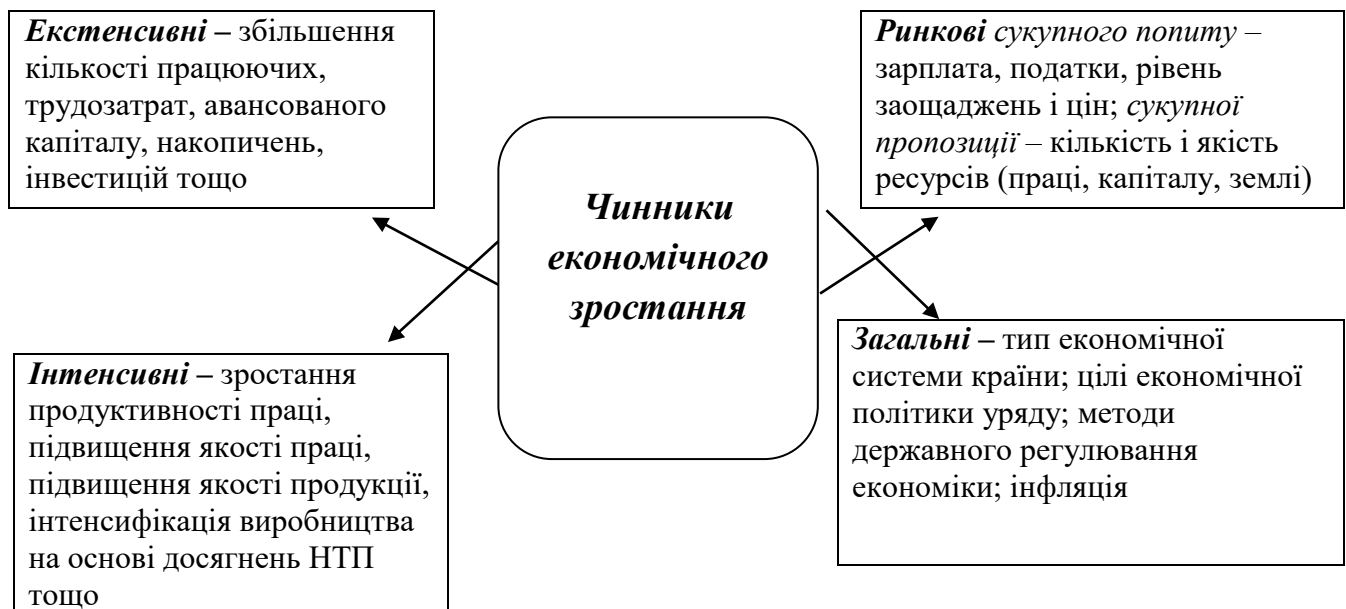 Екстенсивні – збільшення
кількості працюючих,
трудозатрат, авансованого
капіталу, накопичень,
інвестицій тощо
Ринкові сукупного попиту –
зарплата, податки, рівень
заощаджень і цін; сукупної
пропозиції – кількість і якість
ресурсів (праці, капіталу, землі)
Чинники
економічного
зростання
Інтенсивні – зростання
продуктивності праці,
підвищення якості праці,
підвищення якості продукції,
інтенсифікація виробництва
на основі досягнень НТП
тощо
Загальні – тип економічної
системи країни; цілі економічної
політики уряду; методи
державного регулювання
економіки; інфляція